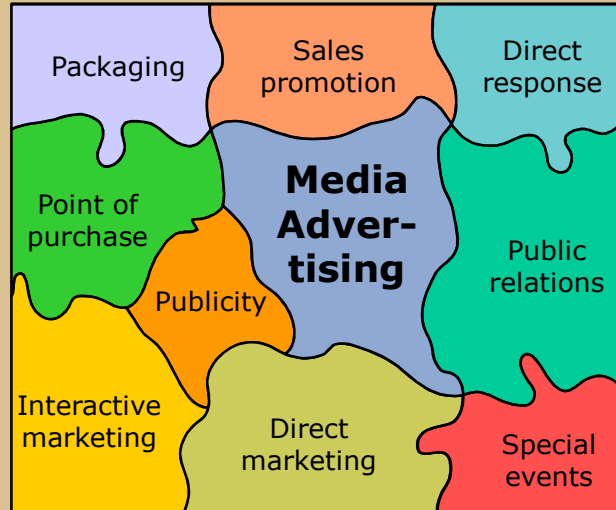 Packaging
Sales
promotion
Direct
response
Point of
purchase
Media
Adver-
tising
Public
relations
Publicity
Interactive
marketing
Direct
marketing
Special
events